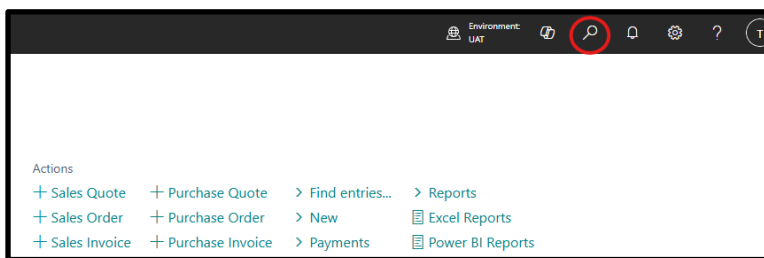 Environment:
UAT
?
T
Actions
+ Sales Quote + Purchase Quote > Find entries... > Reports
+ Sales Order + Purchase Order > New Excel Reports
+ Sales Invoice + Purchase Invoice > Payments Power BI Reports